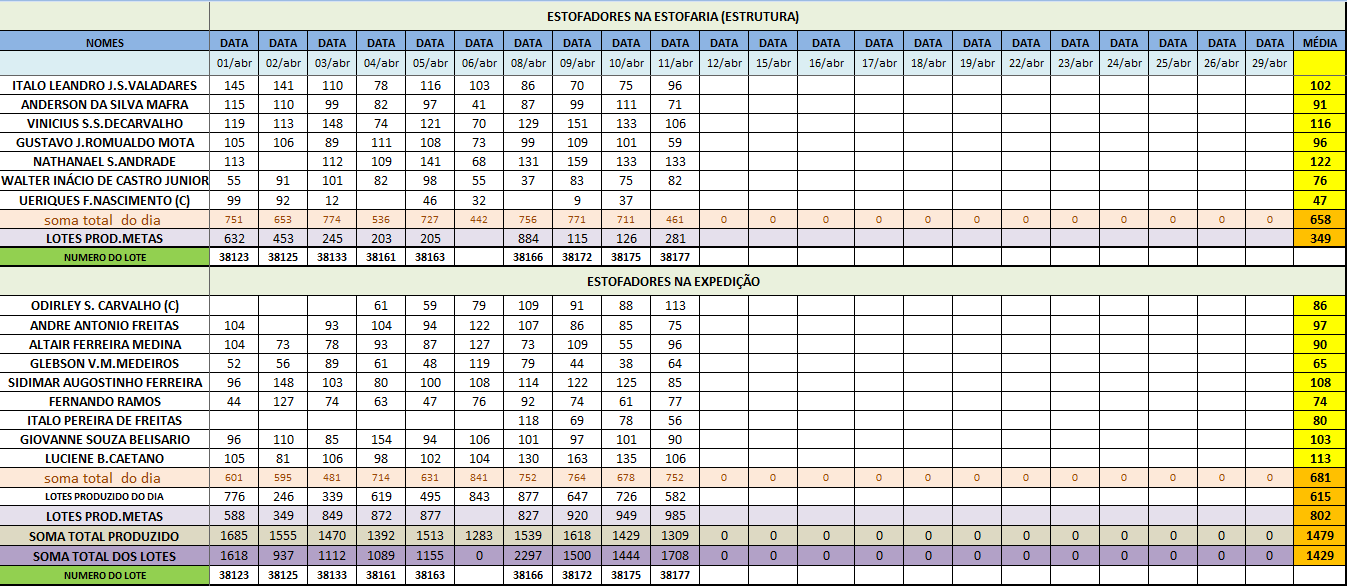 ESTOFADORES NA ESTOFARIA (ESTRUTURA)
NOMES DATA DATA DATA DATA DATA DATA DATA DATA DATA DATA DATA DATA DATA DATA DATA DATA DATA DATA DATA DATA DATA DATA MÉDIA
01/abr 02/abr 03/abr 04/abr 05/abr 06/abr 08/abr 09/abr 10/abr 11/abr 12/abr 15/abr 16/abr 17/abr 18/abr 19/abr 22/abr 23/abr 24/abr 25/abr 26/abr 29/abr
ITALO LEANDRO J.S.VALADARES 145 141 110 78 116 103 86 70 75 96 102
ANDERSON DA SILVA MAFRA 115 110 99 82 97 41 87 99 111 71 91
VINICIUS S.S.DECARVALHO 119 113 148 74 121 70 129 151 133 106 116
GUSTAVO J.ROMUALDO MOTA 105 106 89 111 108 73 99 109 101 59 96
NATHANAEL S.ANDRADE 113 112 109 141 68 131 159 133 133 122
WALTER INÁCIO DE CASTRO JUNIOR 55 91 101 82 98 55 37 83 75 82 76
UERIQUES F.NASCIMENTO (C) 99 92 12 46 32 9 37 47
soma total do dia 751 653 774 536 727 442 756 771 711 461 0 0 0 0 0 0 0 0 0 0 0 0 658
LOTES PROD.METAS 632 453 245 203 205 884 115 126 281 349
NUMERO DO LOTE 38123 38125 38133 38161 38163 38166 38172 38175 38177
ESTOFADORES NA EXPEDIÇÃO
ODIRLEY S. CARVALHO (C) 61 59 79 109 91 88 113 86
ANDRE ANTONIO FREITAS 104 93 104 94 122 107 86 85 75 97
ALTAIR FERREIRA MEDINA 104 73 78 93 87 127 73 109 55 96 90
GLEBSON V.M.MEDEIROS 52 56 89 61 48 119 79 44 38 64 65
SIDIMAR AUGOSTINHO FERREIRA 96 148 103 80 100 108 114 122 125 85 108
FERNANDO RAMOS 44 127 74 63 47 76 92 74 61 77 74
ITALO PEREIRA DE FREITAS 118 69 78 56 80
GIOVANNE SOUZA BELISARIO 96 110 85 154 94 106 101 97 101 90 103
LUCIENE B.CAETANO 105 81 106 98 102 104 130 163 135 106 113
soma total do dia 601 595 481 714 631 841 752 764 678 752 0 0 0 0 0 0 0 0 0 0 0 0 681
LOTES PRODUZIDO DO DIA 776 246 339 619 495 843 877 647 726 582 615
LOTES PROD.METAS 588 349 849 872 877 827 920 949 985 802
SOMA TOTAL PRODUZIDO 1685 1555 1470 1392 1513 1283 1539 1618 1429 1309 0 0 0 0 0 0 0 0 0 0 0 0 1479
SOMA TOTAL DOS LOTES 1618 937 1112 1089 1155 0 2297 1500 1444 1708 0 0 0 0 0 0 0 0 0 0 0 0 1429
NUMERO DO LOTE 38123 38125 38133 38161 38163 38166 38172 38175 38177